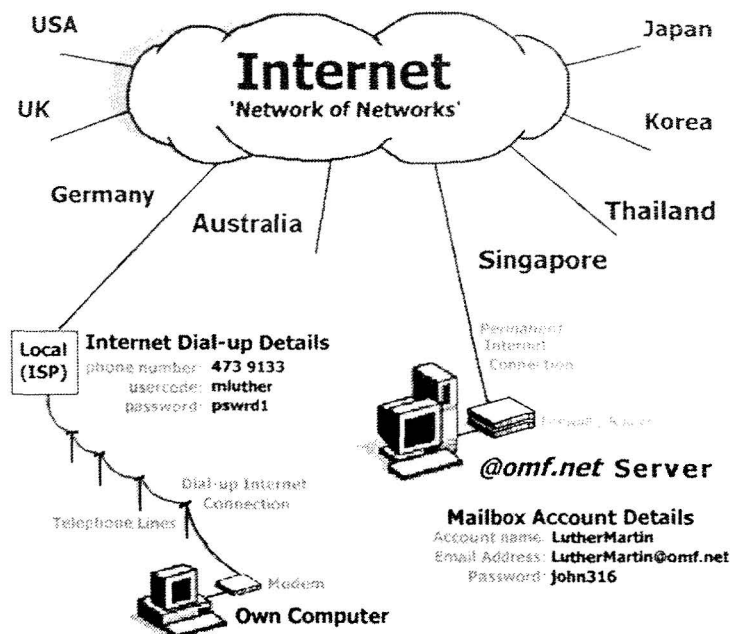 USA
Japan
Internet
'Network of Networks'
UK
Korea
Germany
Australia
Thailand
Singapore
Permanent
Internet
Connection
Local
(ISP)
Internet Dial-up Details
phone number: 473 9133
usercode: mluther
password: pswrd1
Firewall / Router
@omf.net Server
Dial-up Internet
Connection
Telephone Lines
Mailbox Account Details
Account name: LutherMartin
Email Address: LutherMartin@omf.net
Password: john316
Modem
Own Computer